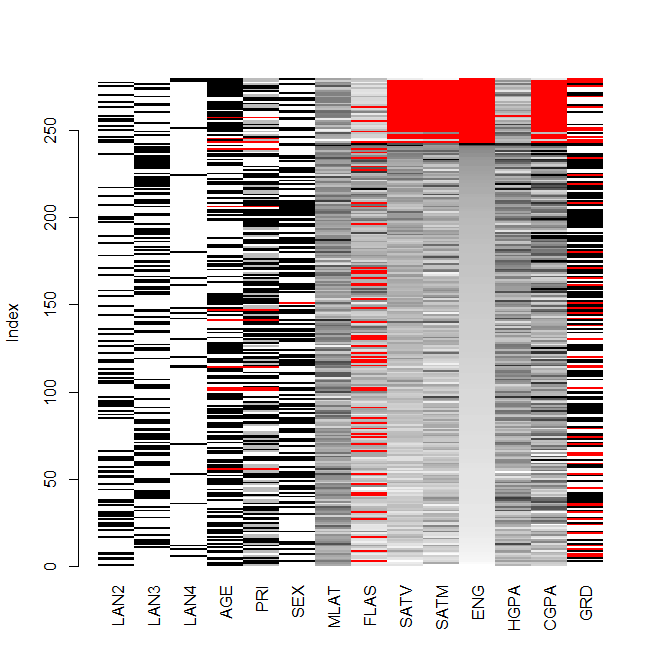 Index
0
50
100
150
200
250
LAN2
LAN3
LAN4
AGE
PRI
SEX
MLAT
FLAS
SATV
SATM
ENG
HGPA
CGPA
GRD